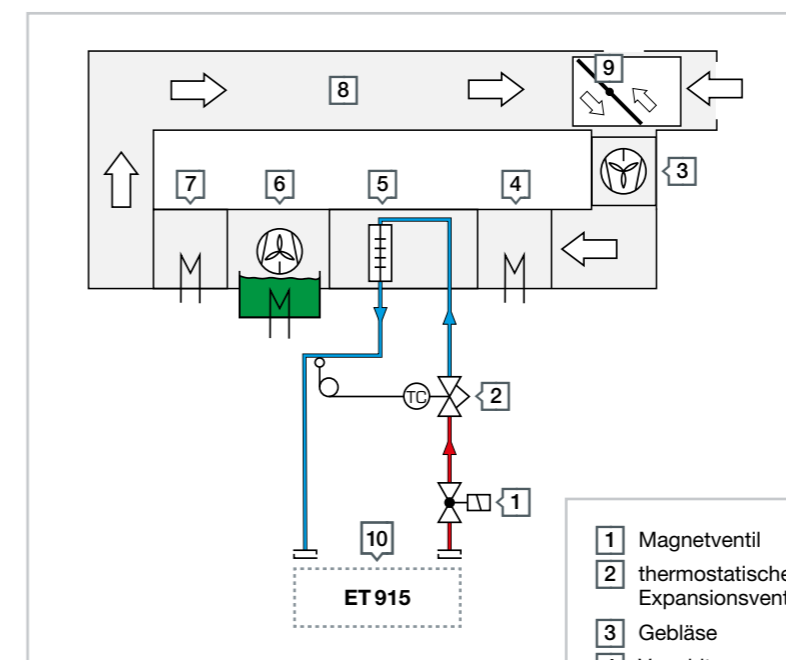 8
9
7
6
5
4
3
TC
2
1
10
ET 915
1 Magnetventil
2 thermostatische
Expansionsvent
3 Gebläse